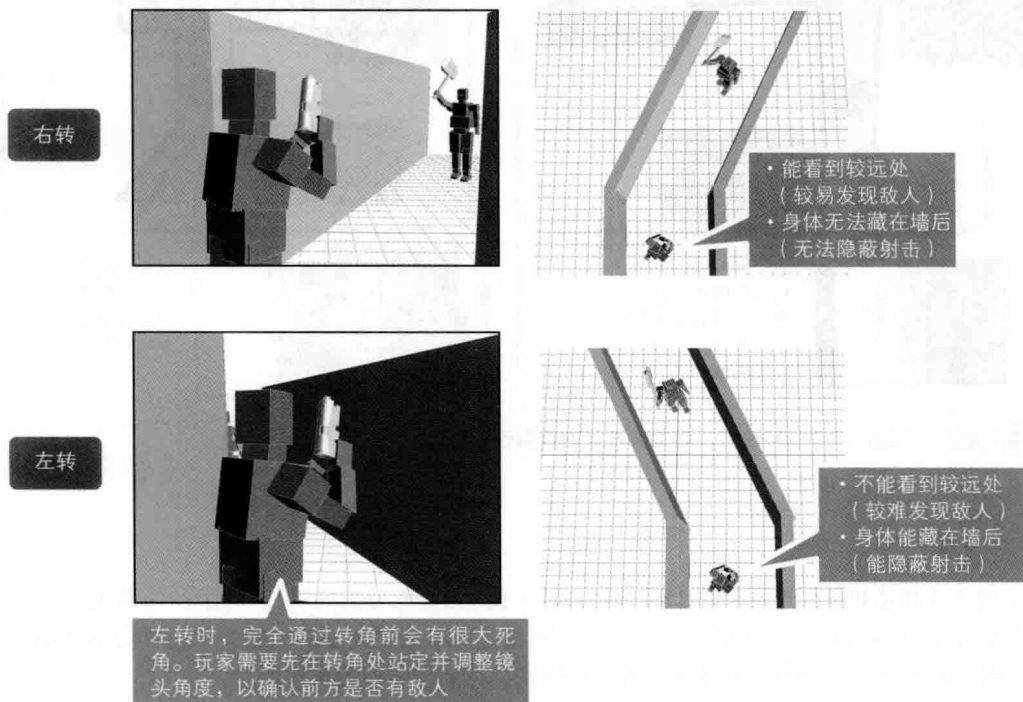 右转
・能看到较远处
（较易发现敌人）
・身体无法藏在墙后
（无法隐蔽射击）
左转
・不能看到较远处
（较难发现敌人）
・身体能藏在墙后
（能隐蔽射击）
左转时，完全通过转角前会有很大死
角。玩家需要先在转角处站定并调整镜
头角度，以确认前方是否有敌人